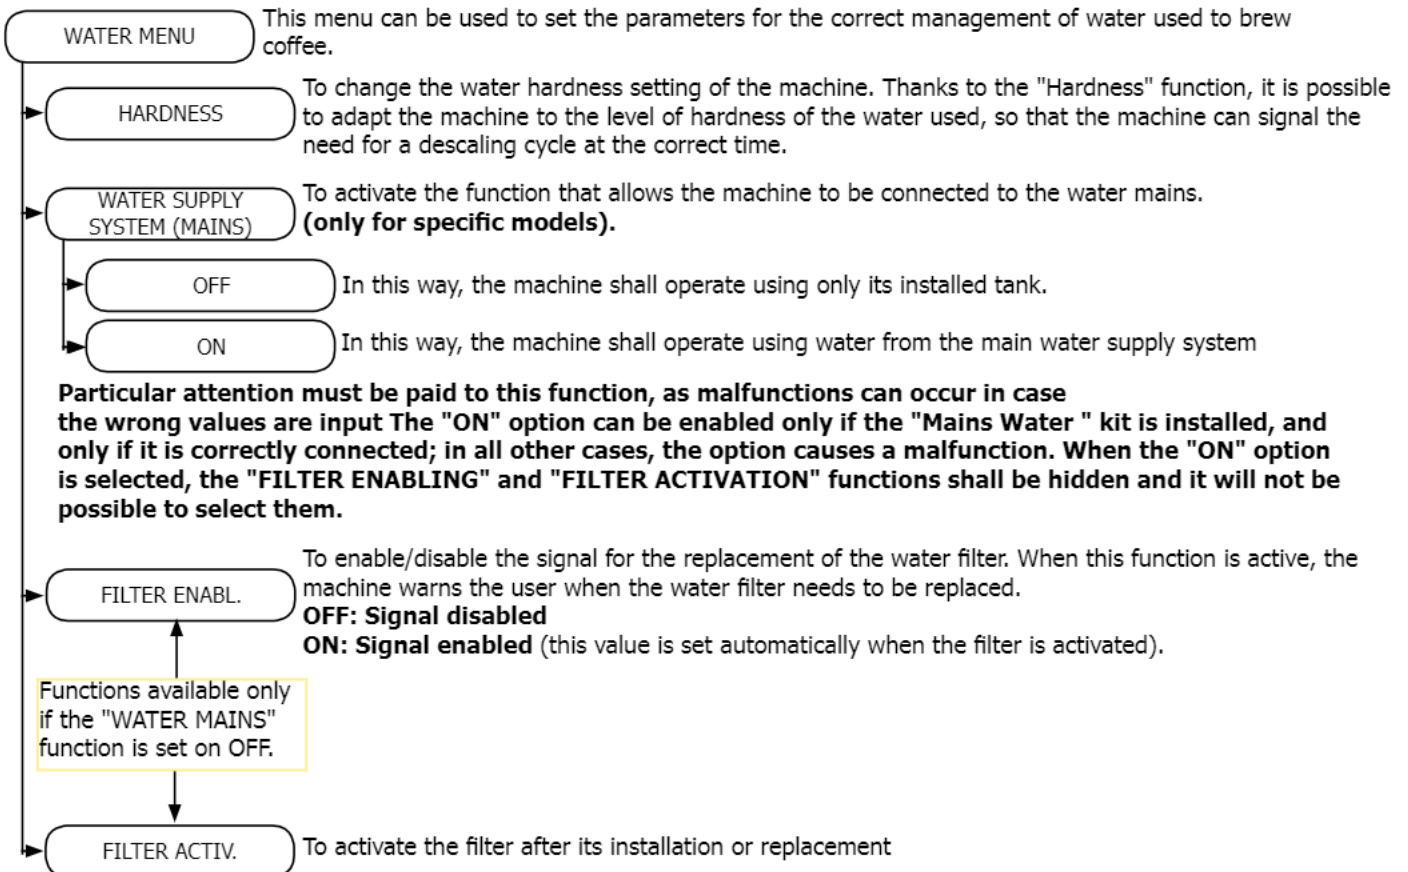 WATER MENU
This menu can be used to set the parameters for the correct management of water used to brew
coffee.
HARDNESS
To change the water hardness setting of the machine. Thanks to the "Hardness" function, it is possible
to adapt the machine to the level of hardness of the water used, so that the machine can signal the
need for a descaling cycle at the correct time.
WATER SUPPLY
SYSTEM (MAINS)
To activate the function that allows the machine to be connected to the water mains.
(only for specific models).
OFF
In this way, the machine shall operate using only its installed tank.
ON
In this way, the machine shall operate using water from the main water supply system
Particular attention must be paid to this function, as malfunctions can occur in case
the wrong values are input The "ON" option can be enabled only if the "Mains Water " kit is installed, and
only if it is correctly connected; in all other cases, the option causes a malfunction. When the "ON" option
is selected, the "FILTER ENABLING" and "FILTER ACTIVATION" functions shall be hidden and it will not be
possible to select them.
FILTER ENABL.
To enable/disable the signal for the replacement of the water filter. When this function is active, the
machine warns the user when the water filter needs to be replaced.
OFF: Signal disabled
ON: Signal enabled (this value is set automatically when the filter is activated).
Functions available only
if the "WATER MAINS"
function is set on OFF.
FILTER ACTIV.
To activate the filter after its installation or replacement